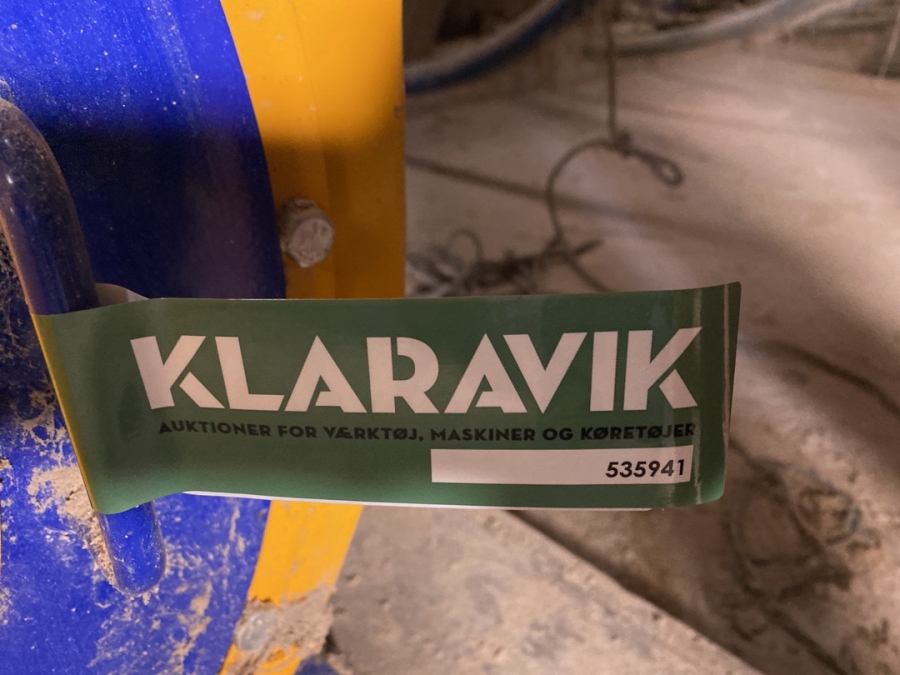 KLARAVIK
AUKTIONER FOR VÆRKTØJ, MASKINER OG KØRETØJER
535941